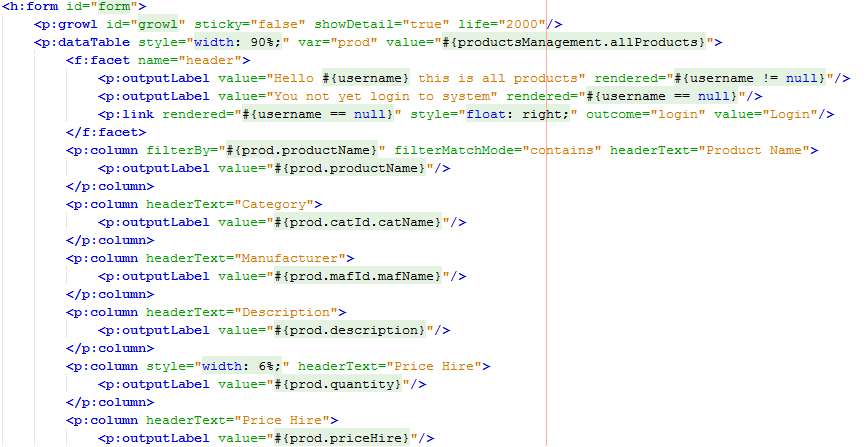 <h:form id="form">
<p:growl id="growl" sticky="false" showDetail="true" life="2000"/>
<p:dataTable style="width: 90%;" var="prod" value="#{productsManagement.allProducts}">
<f:facet name="header">
<p:outputLabel value="Hello #{username} this is all products" rendered="#{username != null}"/>
<p:outputLabel value="You not yet login to system" rendered="#{username == null}"/>
<p:link rendered="#{username == null}" style="float: right;" outcome="login" value="Login"/>
</f:facet>
<p:column filterBy="#{prod.productName}" filterMatchMode="contains" headerText="Product Name">
<p:outputLabel value="#{prod.productName}"/>
</p:column>
<p:column headerText="Category">
<p:outputLabel value="#{prod.catId.catName}"/>
</p:column>
<p:column headerText="Manufacturer">
<p:outputLabel value="#{prod.mafId.mafName}"/>
</p:column>
<p:column headerText="Description">
<p:outputLabel value="#{prod.description}"/>
</p:column>
<p:column style="width: 6%;" headerText="Price Hire">
<p:outputLabel value="#{prod.quantity}"/>
</p:column>
<p:column headerText="Price Hire">
<p:outputLabel value="#{prod.priceHire}"/>